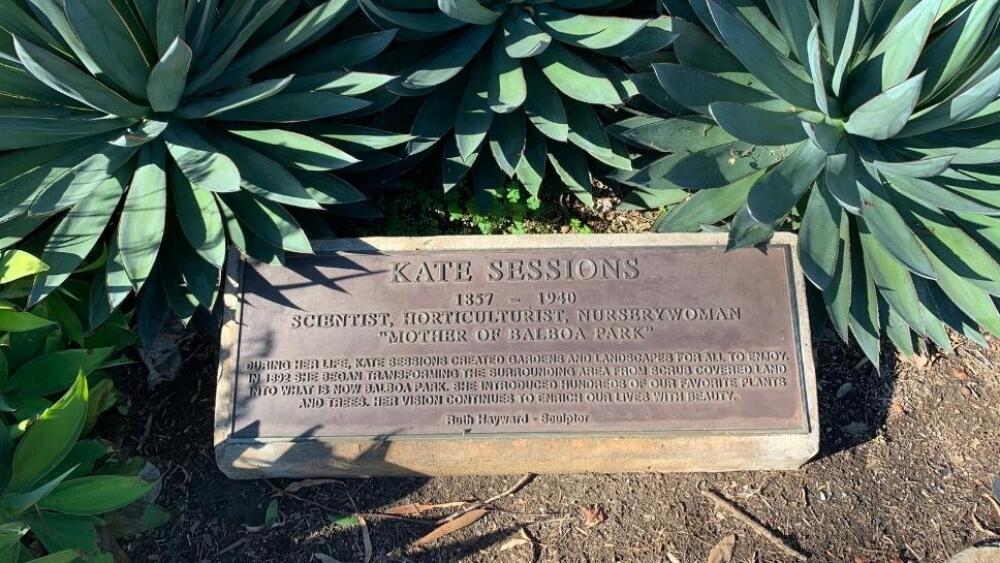 KATE SESSIONS
1857 - 1940
SCIENTIST, HORTICULTURIST, NURSERYWOMAN
"MOTHER OF BALBOA PARK"
DURING HER LIFE, KATE SESSIONS CREATED GARDENS AND LANDSCAPES FOR ALL TO ENJOY.
IN 1892 SHE BEGAN TRANSFORMING THE SURROUNDING AREA FROM SCRUB COVERED LAND
INTO WHAT IS NOW BALBOA PARK. SHE INTRODUCED HUNDREDS OF OUR FAVORITE PLANTS
AND TREES. HER VISION CONTINUES TO ENRICH OUR LIVES WITH BEAUTY.
Ruth Hayward - Sculptor